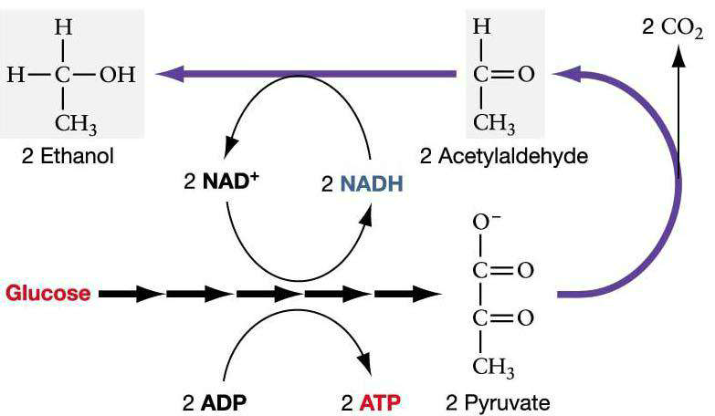 H
H—C—OH
CH₃
2 Ethanol
H
C=O
CH₃
2 Acetylaldehyde
2 CO₂
2 NAD⁺
2 NADH
Glucose
O⁻
C=O
C=O
CH₃
2 Pyruvate
2 ADP
2 ATP